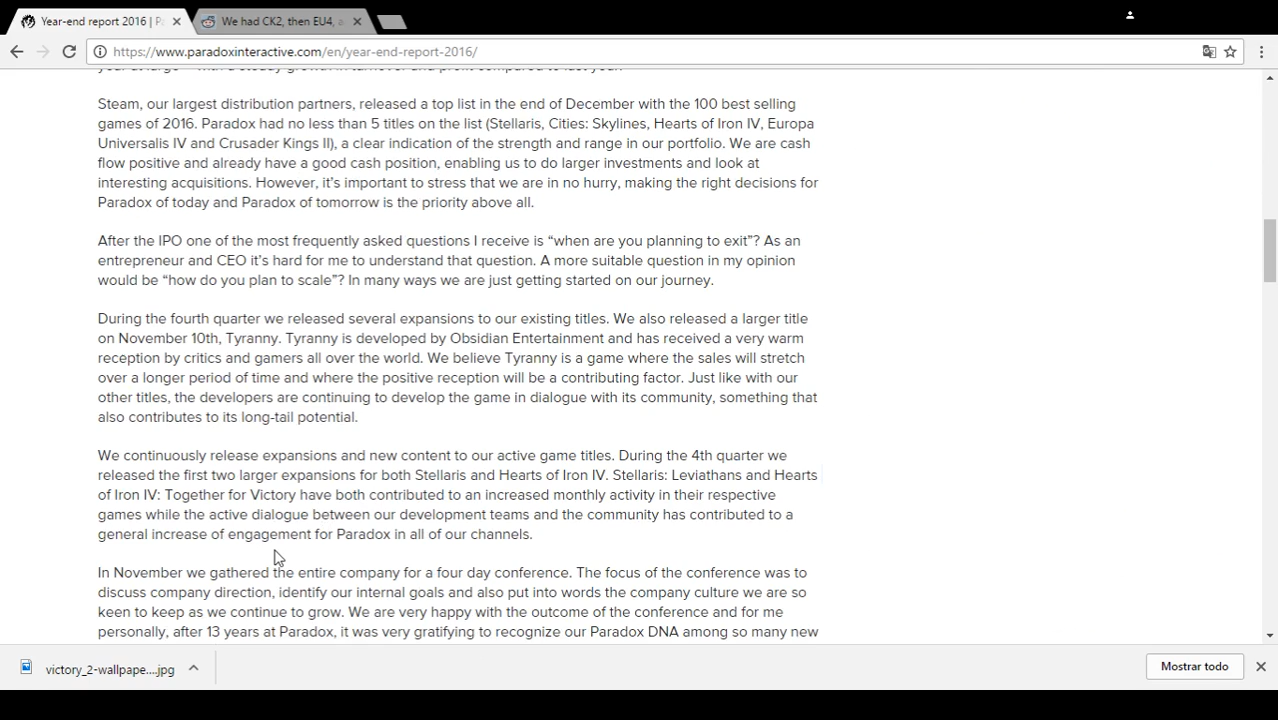 Year-end report 2016 | P
We had CK2, then EU4, a
https://www.paradoxinteractive.com/en/year-end-report-2016/
year at large – with a steady growth in turnover and profit compared to last year.
Steam, our largest distribution partners, released a top list in the end of December with the 100 best selling
games of 2016. Paradox had no less than 5 titles on the list (Stellaris, Cities: Skylines, Hearts of Iron IV, Europa
Universalis IV and Crusader Kings II), a clear indication of the strength and range in our portfolio. We are cash
flow positive and already have a good cash position, enabling us to do larger investments and look at
interesting acquisitions. However, it’s important to stress that we are in no hurry, making the right decisions for
Paradox of today and Paradox of tomorrow is the priority above all.
After the IPO one of the most frequently asked questions I receive is “when are you planning to exit”? As an
entrepreneur and CEO it’s hard for me to understand that question. A more suitable question in my opinion
would be “how do you plan to scale”? In many ways we are just getting started on our journey.
During the fourth quarter we released several expansions to our existing titles. We also released a larger title
on November 10th, Tyranny. Tyranny is developed by Obsidian Entertainment and has received a very warm
reception by critics and gamers all over the world. We believe Tyranny is a game where the sales will stretch
over a longer period of time and where the positive reception will be a contributing factor. Just like with our
other titles, the developers are continuing to develop the game in dialogue with its community, something that
also contributes to its long-tail potential.
We continuously release expansions and new content to our active game titles. During the 4th quarter we
released the first two larger expansions for both Stellaris and Hearts of Iron IV. Stellaris: Leviathans and Hearts
of Iron IV: Together for Victory have both contributed to an increased monthly activity in their respective
games while the active dialogue between our development teams and the community has contributed to a
general increase of engagement for Paradox in all of our channels.
In November we gathered the entire company for a four day conference. The focus of the conference was to
discuss company direction, identify our internal goals and also put into words the company culture we are so
keen to keep as we continue to grow. We are very happy with the outcome of the conference and for me
personally, after 13 years at Paradox, it was very gratifying to recognize our Paradox DNA among so many new
victory_2-wallpape....jpg
Mostrar todo